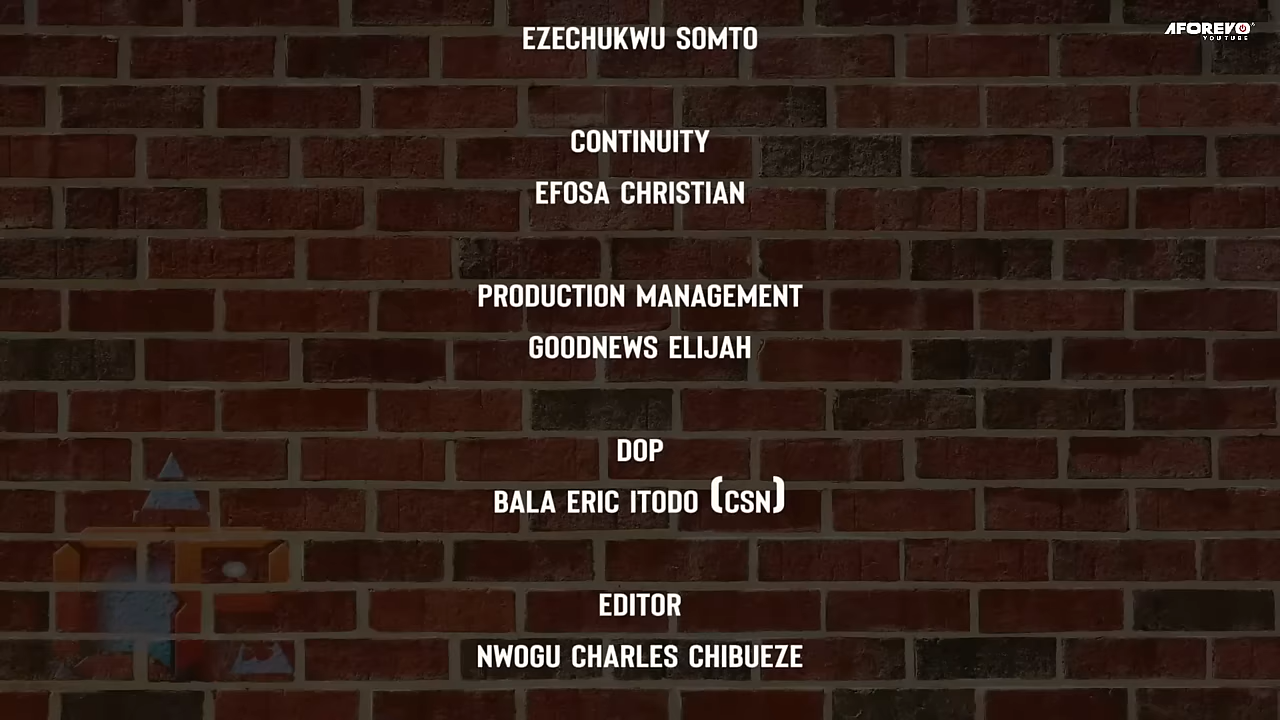 EZECHUKWU SOMTO
AFOREVO
YOUTUBE
CONTINUITY
EFOSA CHRISTIAN
PRODUCTION MANAGEMENT
GOODNEWS ELIJAH
DOP
BALA ERIC ITODO (CSN)
EDITOR
NWOGU CHARLES CHIBUEZE